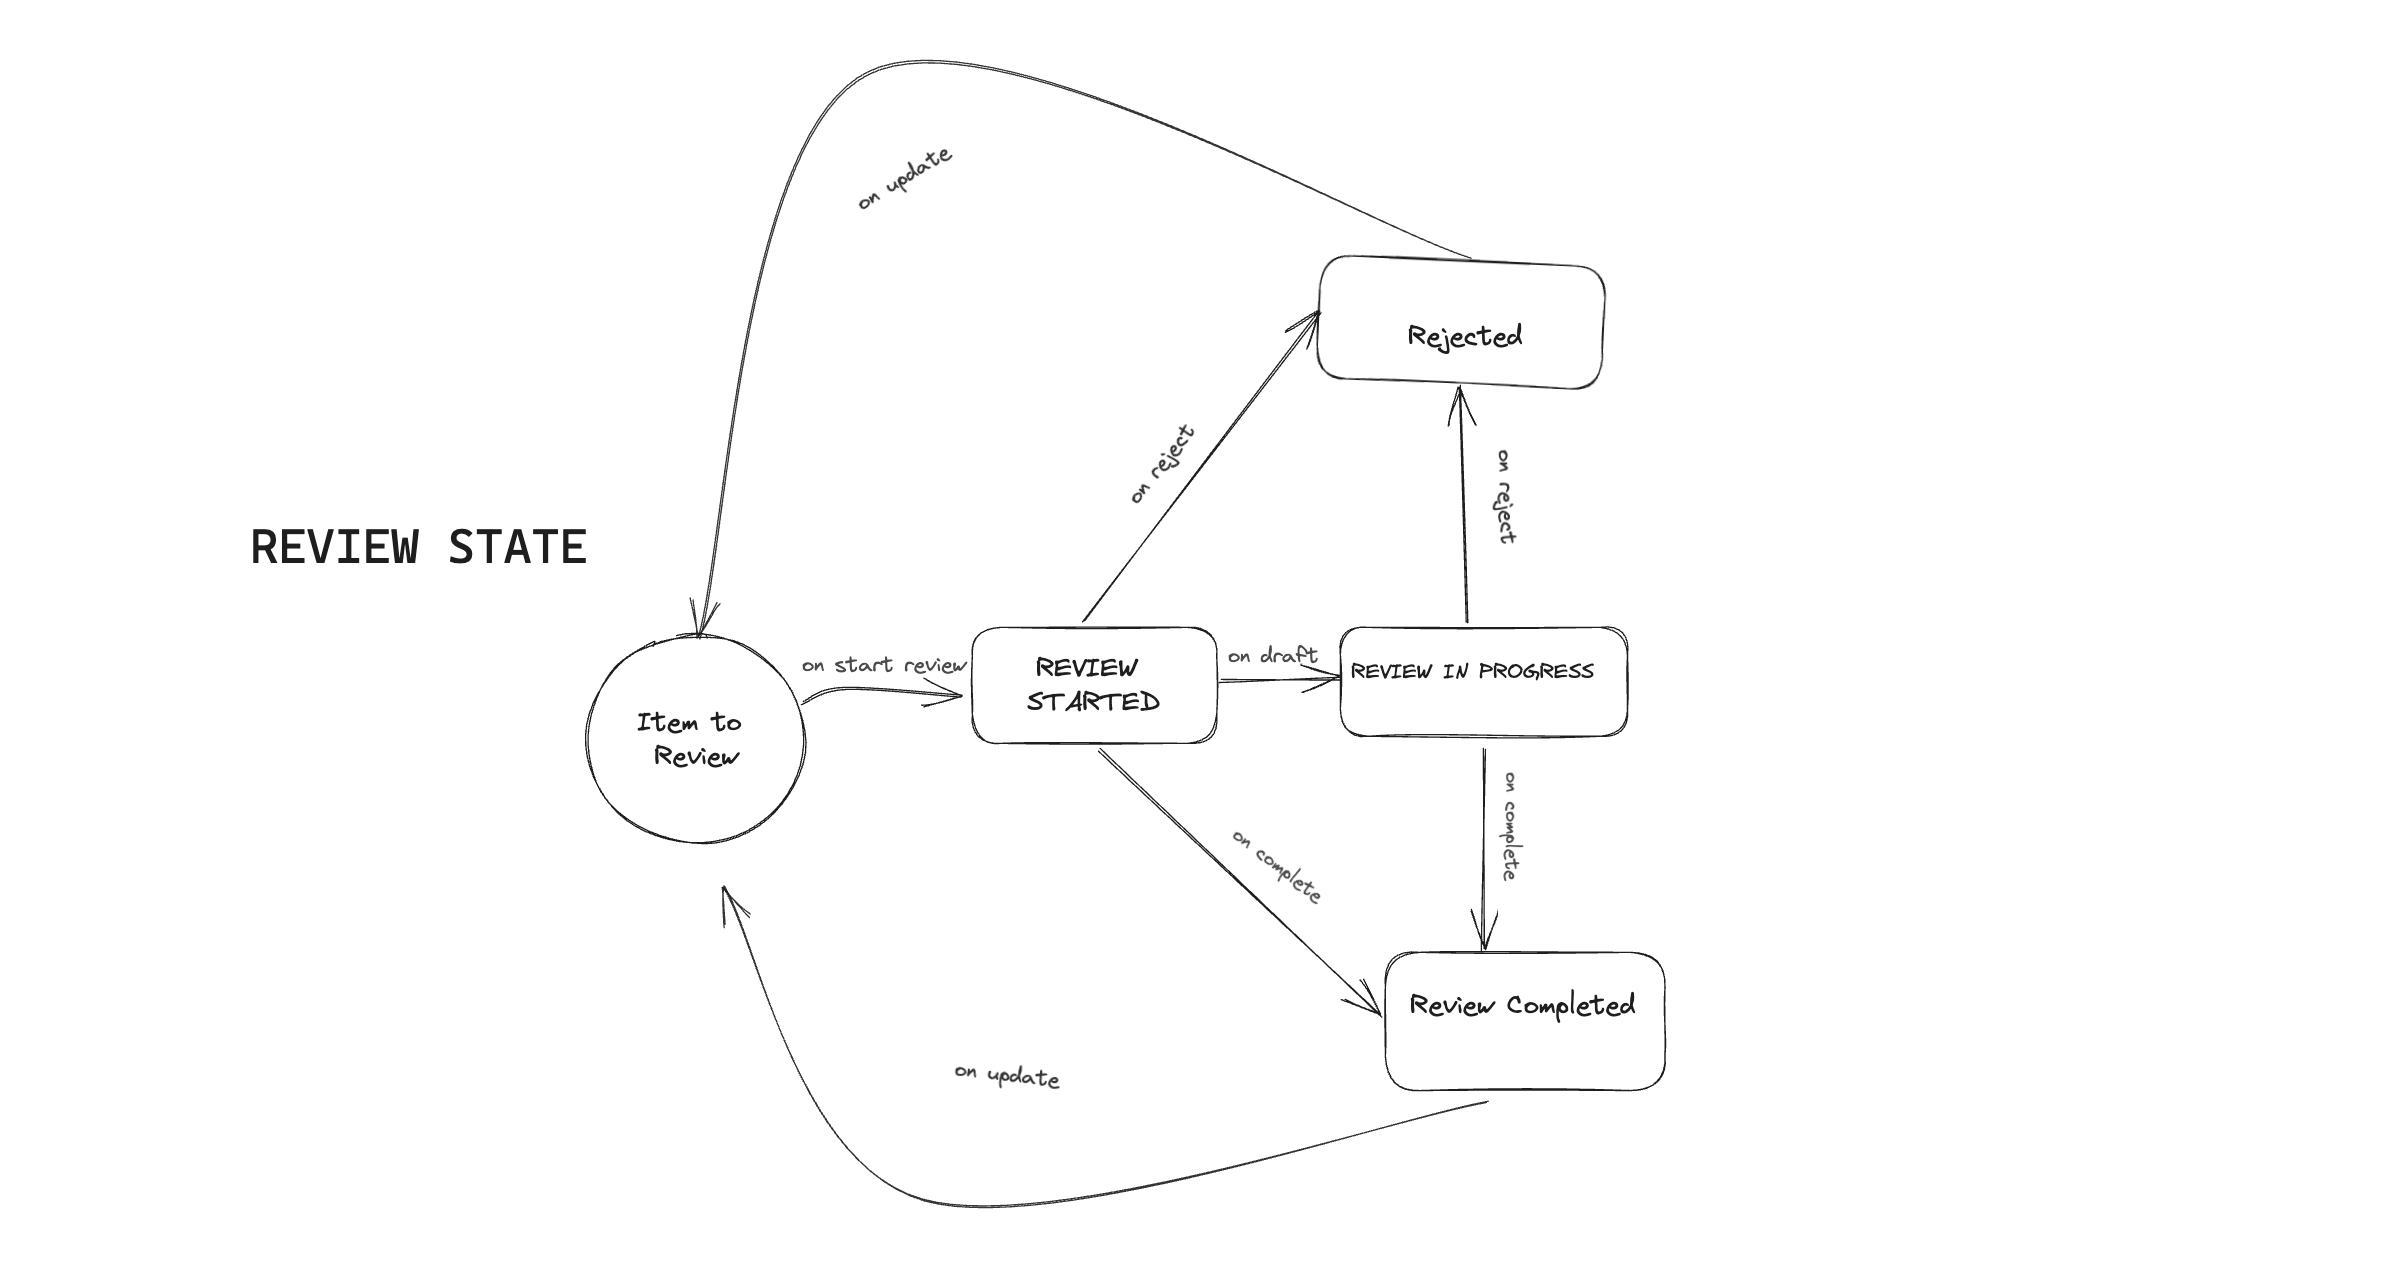 on update
Rejected
on reject
on reject
REVIEW STATE
on start review
REVIEW
STARTED
on draft
REVIEW IN PROGRESS
Item to
Review
on complete
on complete
Review Completed
on update